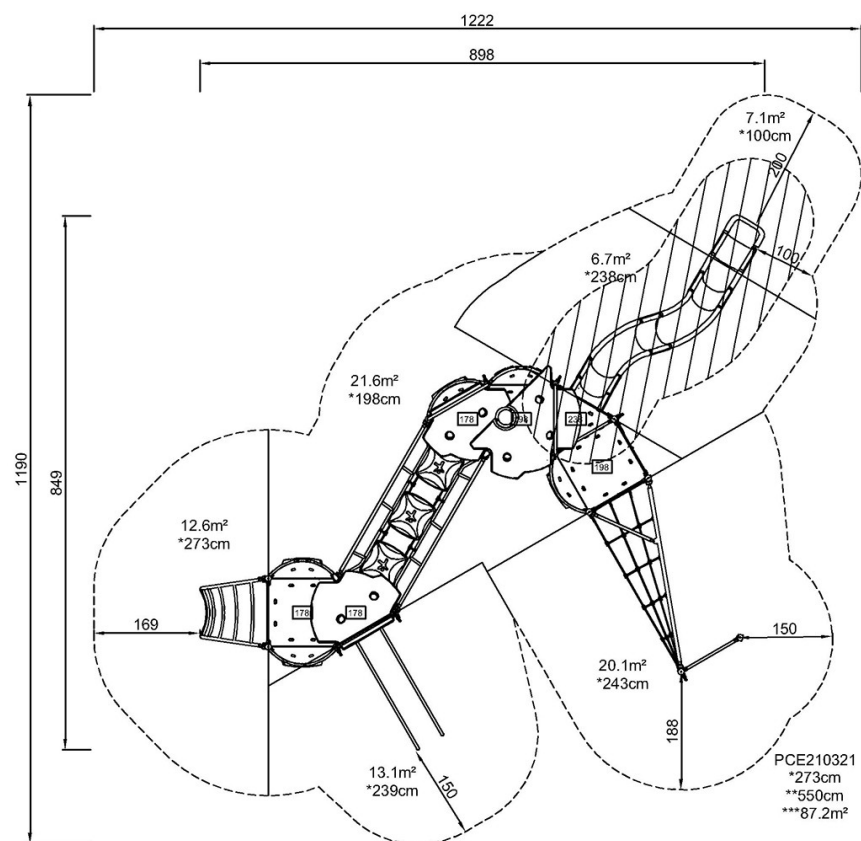 1222
898
7.1m²
*100cm
200
6.7m²
*238cm
100
21.6m²
*198cm
178
198
238
198
1190
849
12.6m²
*273cm
178
178
169
150
20.1m²
*243cm
188
13.1m²
*239cm
150
PCE210321
*273cm
**550cm
***87.2m²